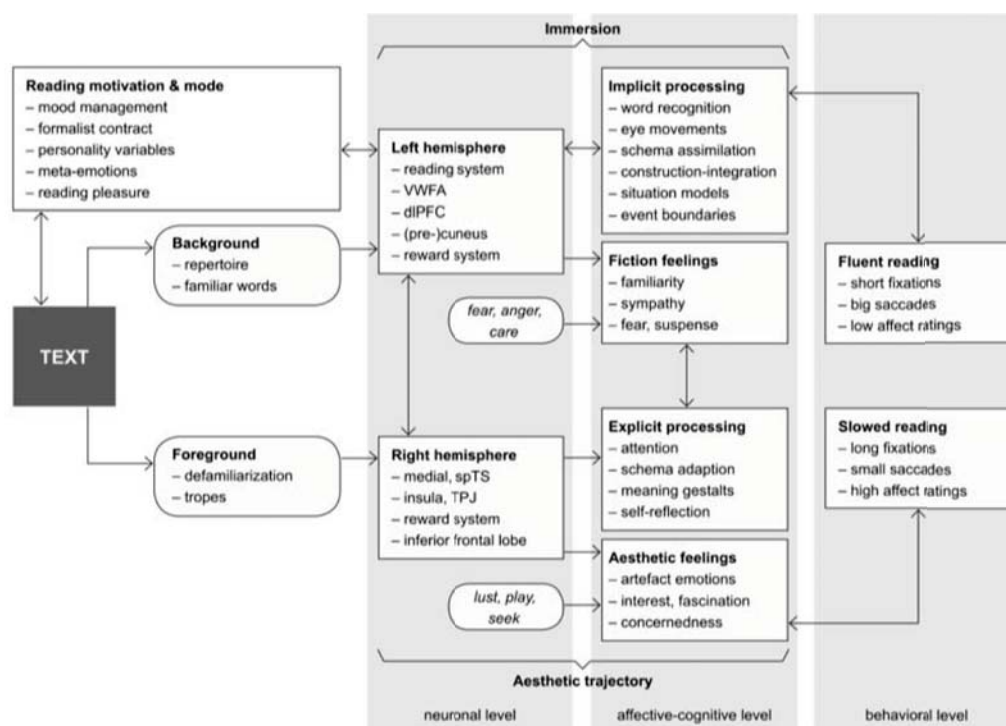 Immersion
Reading motivation & mode
– mood management
– formalist contract
– personality variables
– meta-emotions
– reading pleasure
Background
– repertoire
– familiar words
TEXT
Foreground
– defamiliarization
– tropes
Left hemisphere
– reading system
– VWFA
– dlPFC
– (pre-)cuneus
– reward system
fear, anger,
care
Right hemisphere
– medial, spTS
– insula, TPJ
– reward system
– inferior frontal lobe
lust, play,
seek
Implicit processing
– word recognition
– eye movements
– schema assimilation
– construction-integration
– situation models
– event boundaries
Fiction feelings
– familiarity
– sympathy
– fear, suspense
Explicit processing
– attention
– schema adaption
– meaning gestalts
– self-reflection
Aesthetic feelings
– artefact emotions
– interest, fascination
– concernedness
Fluent reading
– short fixations
– big saccades
– low affect ratings
Slowed reading
– long fixations
– small saccades
– high affect ratings
Aesthetic trajectory
neuronal level
affective-cognitive level
behavioral level